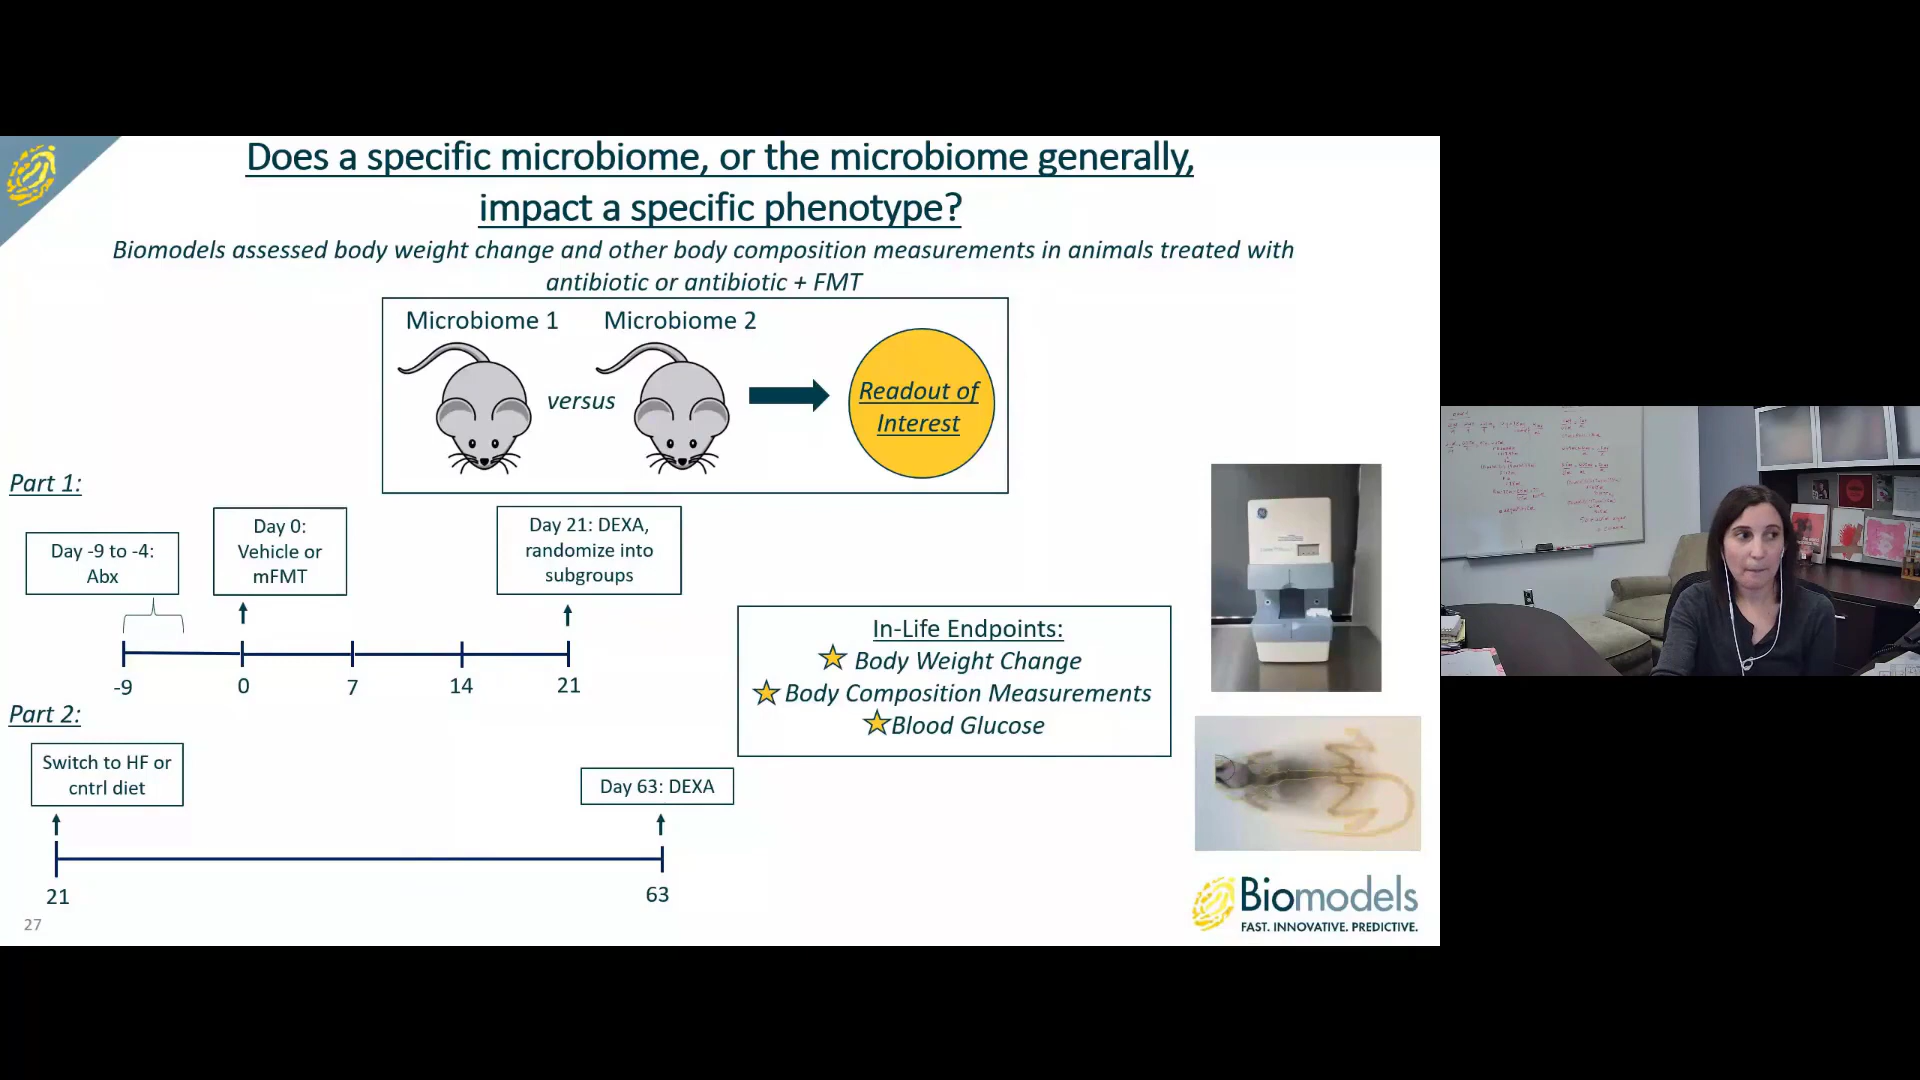 Does a specific microbiome, or the microbiome generally,
impact a specific phenotype?
Biomodels assessed body weight change and other body composition measurements in animals treated with
antibiotic or antibiotic + FMT
Microbiome 1
Microbiome 2
versus
Readout of
Interest
Part 1:
Day -9 to -4:
Abx
Day 0:
Vehicle or
mFMT
Day 21: DEXA,
randomize into
subgroups
-9
0
7
14
21
In-Life Endpoints:
Body Weight Change
Body Composition Measurements
Blood Glucose
Part 2:
Switch to HF or
cntrl diet
Day 63: DEXA
21
63
27
Biomodels
FAST. INNOVATIVE. PREDICTIVE.